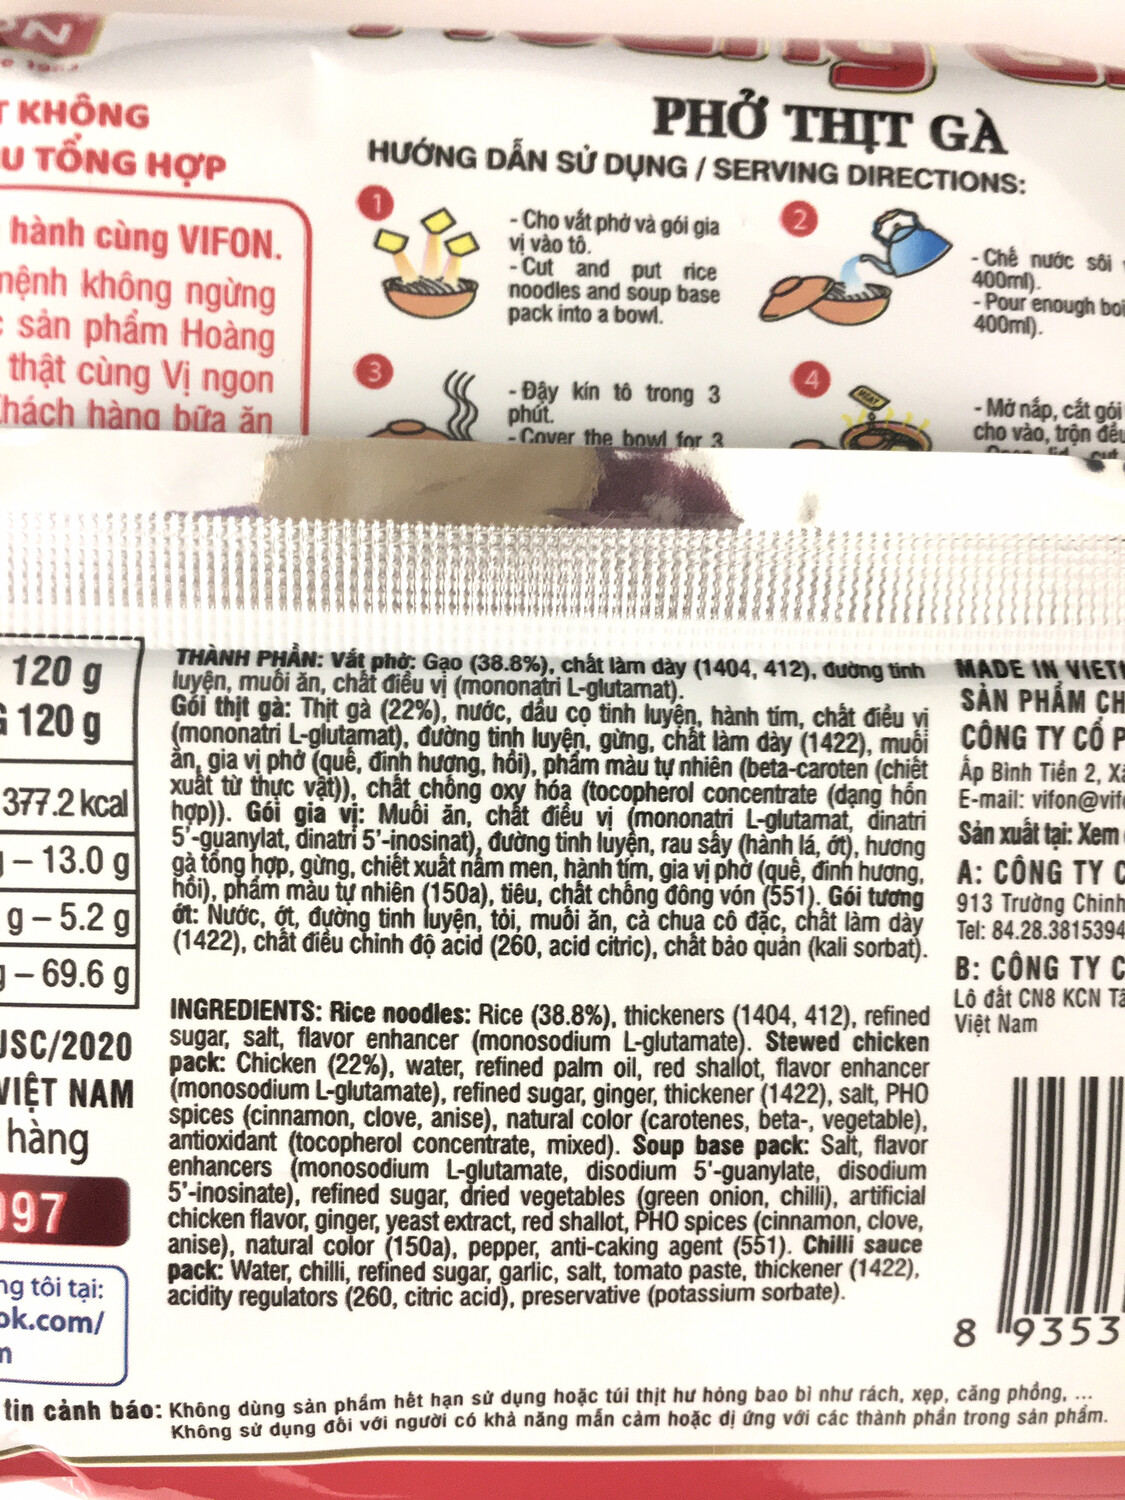 T KHÔNG
U TỔNG HỢP
hành cùng VIFON.
mệnh không ngừng
sản phẩm Hoàng
thật cùng Vị ngon
hách hàng bữa ăn
PHỞ THỊT GÀ
HƯỚNG DẪN SỬ DỤNG / SERVING DIRECTIONS:
1
- Cho vắt phở và gói gia
vị vào tô.
- Cut and put rice
noodles and soup base
pack into a bowl.
2
- Chế nước sôi
400ml).
- Pour enough boi
400ml).
3
- Đậy kín tô trong 3
phút.
- Cover the bowl for 3
4
- Mở nắp, cắt gói
cho vào, trộn đều
120 g
120 g
377.2 kcal
– 13.0 g
g – 5.2 g
– 69.6 g
JSC/2020
VIỆT NAM
hàng
97
ng tôi tại:
ok.com/
THÀNH PHẦN: Vắt phở: Gạo (38.8%), chất làm dày (1404, 412), đường tinh
luyện, muối ăn, chất điều vị (mononatri L-glutamat).
Gói thịt gà: Thịt gà (22%), nước, dầu cọ tinh luyện, hành tím, chất điều vị
(mononatri L-glutamat), đường tinh luyện, gừng, chất làm dày (1422), muối
ăn, gia vị phở (quế, đinh hương, hồi), phẩm màu tự nhiên (beta-caroten (chiết
xuất từ thực vật)), chất chống oxy hóa (tocopherol concentrate (dạng hỗn
hợp)). Gói gia vị: Muối ăn, chất điều vị (mononatri L-glutamat, dinatri
5'-guanylat, dinatri 5'-inosinat), đường tinh luyện, rau sấy (hành lá, ớt), hương
gà tổng hợp, gừng, chiết xuất nấm men, hành tím, gia vị phở (quế, đinh hương,
hồi), phẩm màu tự nhiên (150a), tiêu, chất chống đông vón (551). Gói tương
ớt: Nước, ớt, đường tinh luyện, tỏi, muối ăn, cà chua cô đặc, chất làm dày
(1422), chất điều chỉnh độ acid (260, acid citric), chất bảo quản (kali sorbat).
INGREDIENTS: Rice noodles: Rice (38.8%), thickeners (1404, 412), refined
sugar, salt, flavor enhancer (monosodium L-glutamate). Stewed chicken
pack: Chicken (22%), water, refined palm oil, red shallot, flavor enhancer
(monosodium L-glutamate), refined sugar, ginger, thickener (1422), salt, PHO
spices (cinnamon, clove, anise), natural color (carotenes, beta-, vegetable),
antioxidant (tocopherol concentrate, mixed). Soup base pack: Salt, flavor
enhancers (monosodium L-glutamate, disodium 5'-guanylate, disodium
5'-inosinate), refined sugar, dried vegetables (green onion, chilli), artificial
chicken flavor, ginger, yeast extract, red shallot, PHO spices (cinnamon, clove,
anise), natural color (150a), pepper, anti-caking agent (551). Chilli sauce
pack: Water, chilli, refined sugar, garlic, salt, tomato paste, thickener (1422),
acidity regulators (260, citric acid), preservative (potassium sorbate).
MADE IN VIET
SẢN PHẨM CH
CÔNG TY CỔ P
Ấp Bình Tiền 2, Xã
E-mail: vifon@vif
Sản xuất tại: Xem
A: CÔNG TY C
913 Trường Chinh
Tel: 84.28.3815394
B: CÔNG TY C
Lô đất CN8 KCN Tâ
Việt Nam
8 9353
tin cảnh báo: Không dùng sản phẩm hết hạn sử dụng hoặc túi thịt hư hỏng bao bì như rách, xẹp, căng phồng, ...
Không sử dụng đối với người có khả năng mẫn cảm hoặc dị ứng với các thành phần trong sản phẩm.